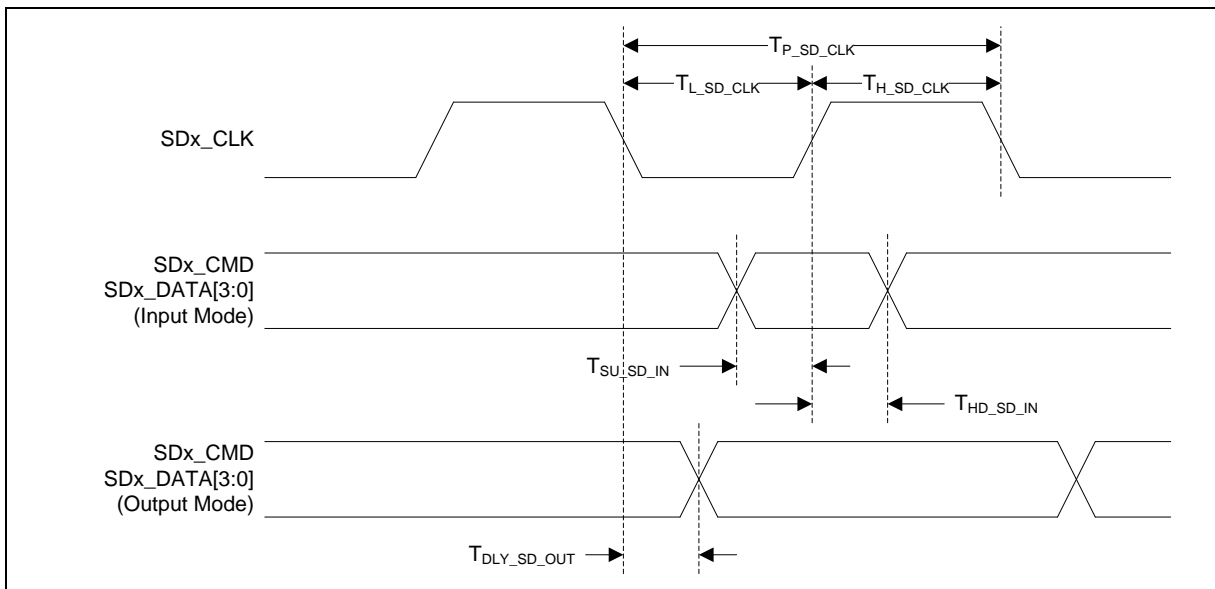 T_P_SD_CLK
T_L_SD_CLK
T_H_SD_CLK
SDx_CLK
SDx_CMD
SDx_DATA[3:0]
(Input Mode)
T_SU_SD_IN
T_HD_SD_IN
SDx_CMD
SDx_DATA[3:0]
(Output Mode)
T_DLY_SD_OUT